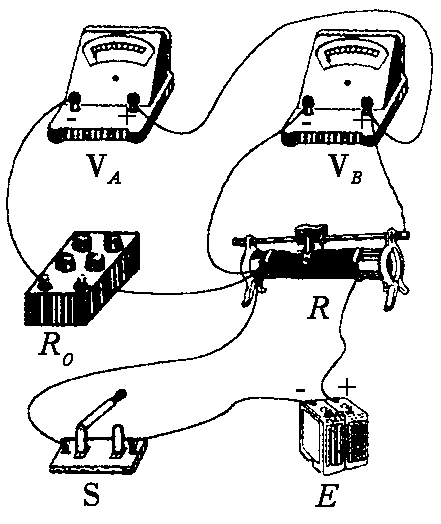 - +
- +
V_A V_B
R_0 R
- +
S E